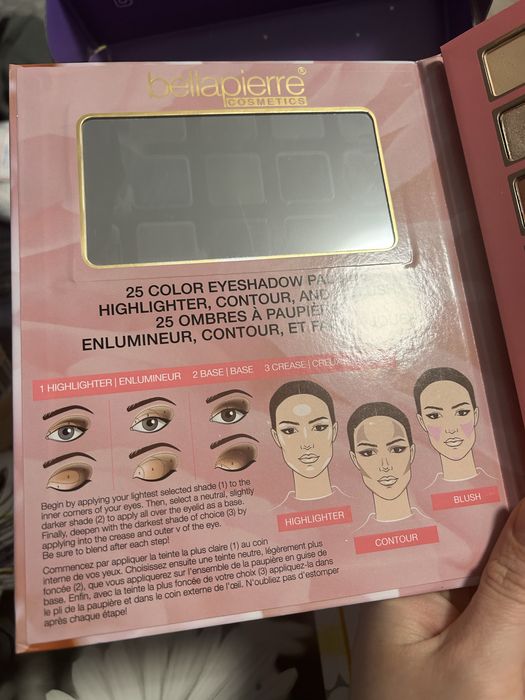 bellapierre®
COSMETICS
25 COLOR EYESHADOW
HIGHLIGHTER, CONTOUR, AND
25 OMBRES À
ENLUMINEUR, CONTOUR, ET
1 HIGHLIGHTER | ENLUMINEUR 2 BASE | BASE 3 CREASE |
Begin by applying your lightest selected shade (1) to the
inner corners of your eyes. Then, select a neutral, slightly
darker shade (2) to apply all over the eyelid as a base.
Finally, deepen with the darkest shade of choice (3) by
applying into the crease and outer v of the eye.
Be sure to blend after each step!
Commencez par appliquer la teinte la plus claire (1) au coin
interne de vos yeux. Choisissez ensuite une teinte neutre, légèrement plus
foncée (2), que vous appliquerez sur l'ensemble de la paupière en guise de
base. Enfin, avec la teinte la plus foncée de votre choix (3) appliquez-la dans
le pli de la paupière et dans le coin externe de l'œil. N'oubliez pas d'estomper
après chaque étape!
HIGHLIGHTER
CONTOUR
BLUSH